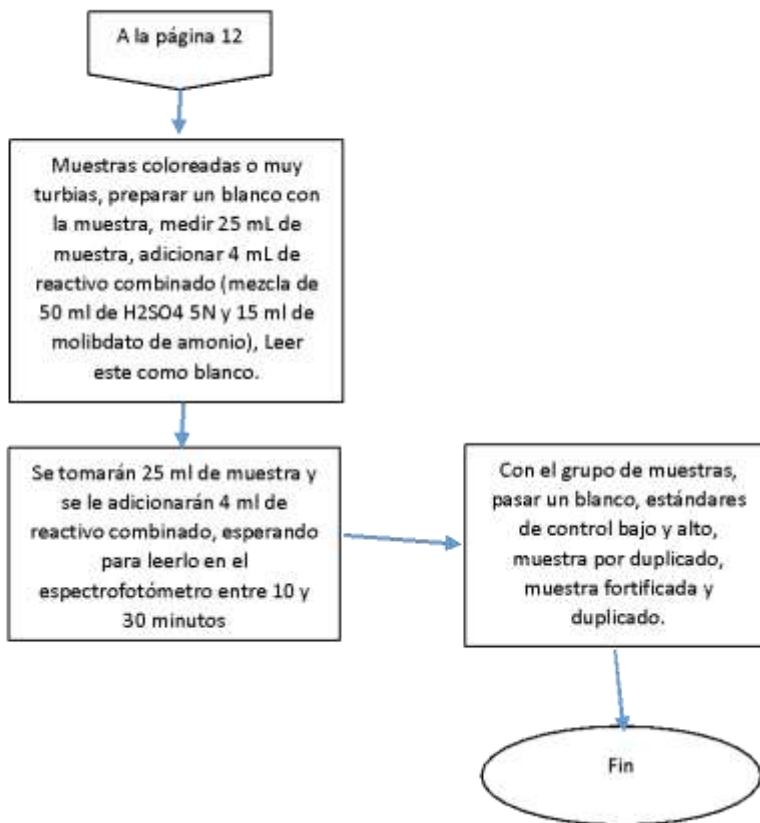 A la página 12
Muestras coloreadas o muy
turbias, preparar un blanco con
la muestra, medir 25 mL de
muestra, adicionar 4 mL de
reactivo combinado (mezcla de
50 ml de H2SO4 5N y 15 ml de
molibdato de amonio), Leer
este como blanco.
Se tomarán 25 ml de muestra y
se le adicionarán 4 ml de
reactivo combinado, esperando
para leerlo en el
espectrofotómetro entre 10 y
30 minutos
Con el grupo de muestras,
pasar un blanco, estándares
de control bajo y alto,
muestra por duplicado,
muestra fortificada y
duplicado.
Fin